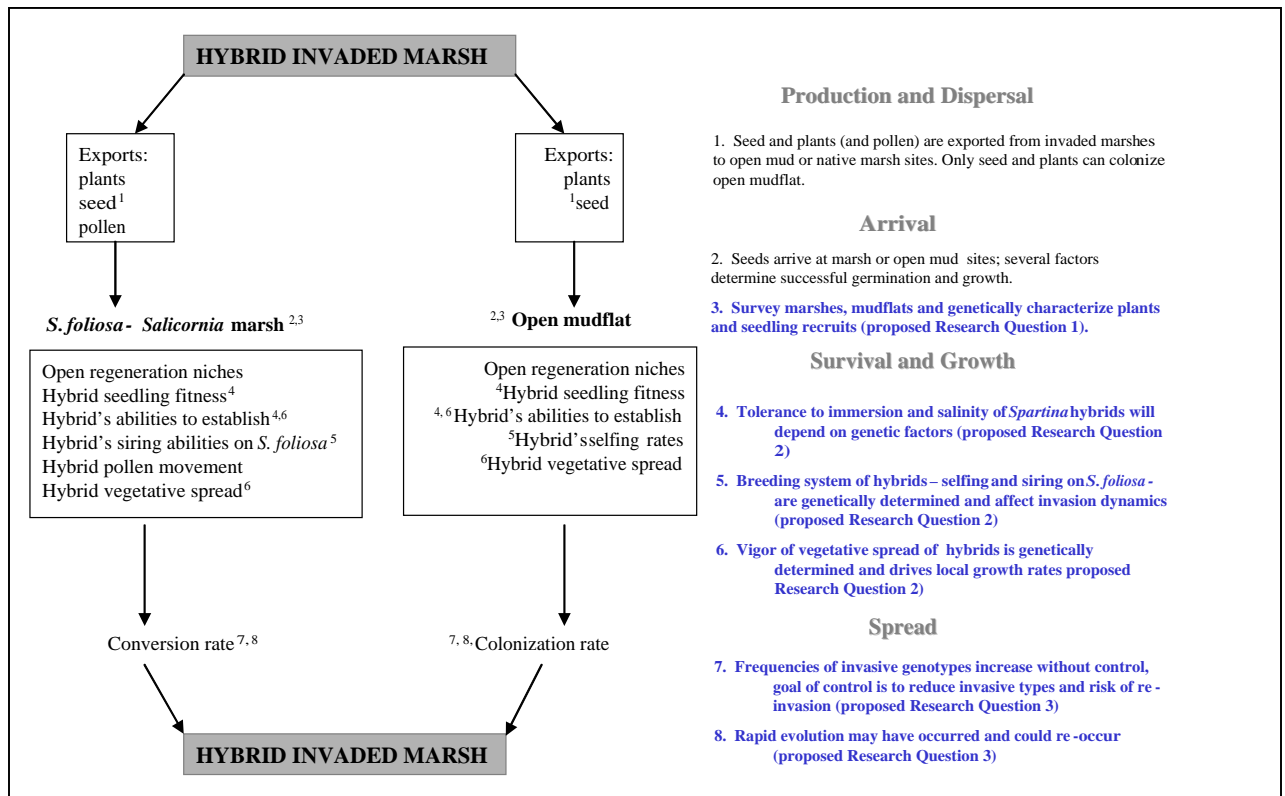 HYBRID INVADED MARSH
Exports:
plants
seed¹
pollen
Exports:
plants
¹seed
S. foliosa - Salicornia marsh ²,³
²,³ Open mudflat
Open regeneration niches
Hybrid seedling fitness⁴
Hybrid's abilities to establish⁴,⁶
Hybrid's siring abilities on S. foliosa ⁵
Hybrid pollen movement
Hybrid vegetative spread⁶
Open regeneration niches
⁴Hybrid seedling fitness
⁴, ⁶Hybrid's abilities to establish
⁵Hybrid'sselfing rates
⁶Hybrid vegetative spread
Conversion rate ⁷, ⁸
⁷, ⁸,Colonization rate
HYBRID INVADED MARSH
Production and Dispersal
1. Seed and plants (and pollen) are exported from invaded marshes
to open mud or native marsh sites. Only seed and plants can colonize
open mudflat.
Arrival
2. Seeds arrive at marsh or open mud sites; several factors
determine successful germination and growth.
3. Survey marshes, mudflats and genetically characterize plants
and seedling recruits (proposed Research Question 1).
Survival and Growth
4. Tolerance to immersion and salinity of Spartina hybrids will
depend on genetic factors (proposed Research Question
2)
5. Breeding system of hybrids – selfing and siring on S. foliosa -
are genetically determined and affect invasion dynamics
(proposed Research Question 2)
6. Vigor of vegetative spread of hybrids is genetically
determined and drives local growth rates proposed
Research Question 2)
Spread
7. Frequencies of invasive genotypes increase without control,
goal of control is to reduce invasive types and risk of re -
invasion (proposed Research Question 3)
8. Rapid evolution may have occurred and could re -occur
(proposed Research Question 3)